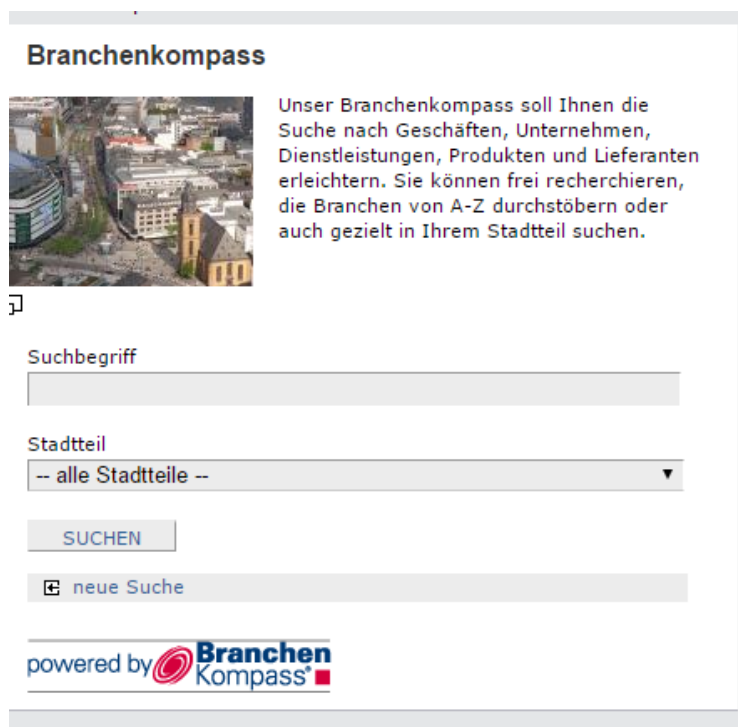 Branchenkompass
Unser Branchenkompass soll Ihnen die
Suche nach Geschäften, Unternehmen,
Dienstleistungen, Produkten und Lieferanten
erleichtern. Sie können frei recherchieren,
die Branchen von A-Z durchstöbern oder
auch gezielt in Ihrem Stadtteil suchen.
Suchbegriff
Stadtteil
-- alle Stadtteile --
SUCHEN
neue Suche
powered by Branchen
Kompass®